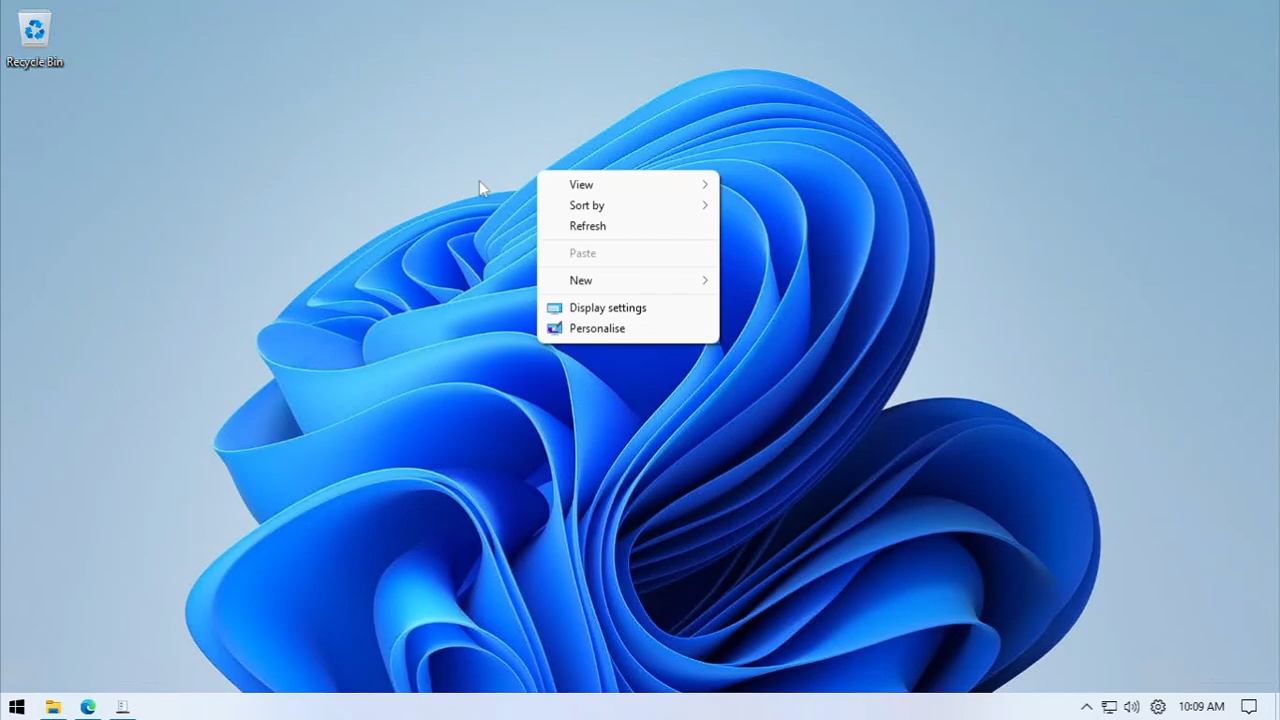 Recycle Bin
View
Sort by
Refresh
Paste
New
Display settings
Personalise
10:09 AM